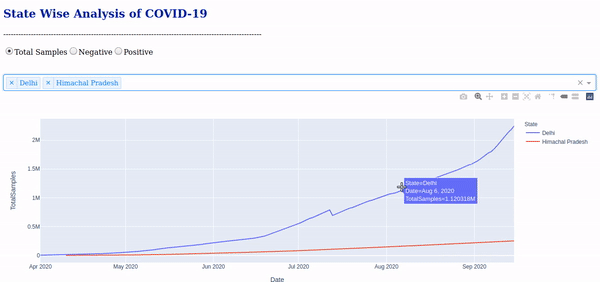 State Wise Analysis of COVID-19
Total Samples Negative Positive
× Delhi × Himachal Pradesh ×
State
Delhi
Himachal Pradesh
2M
1.5M
1M
0.5M
0
TotalSamples
State=Delhi
Date=Aug 6, 2020
TotalSamples=1.120318M
Apr 2020 May 2020 Jun 2020 Jul 2020 Aug 2020 Sep 2020
Date